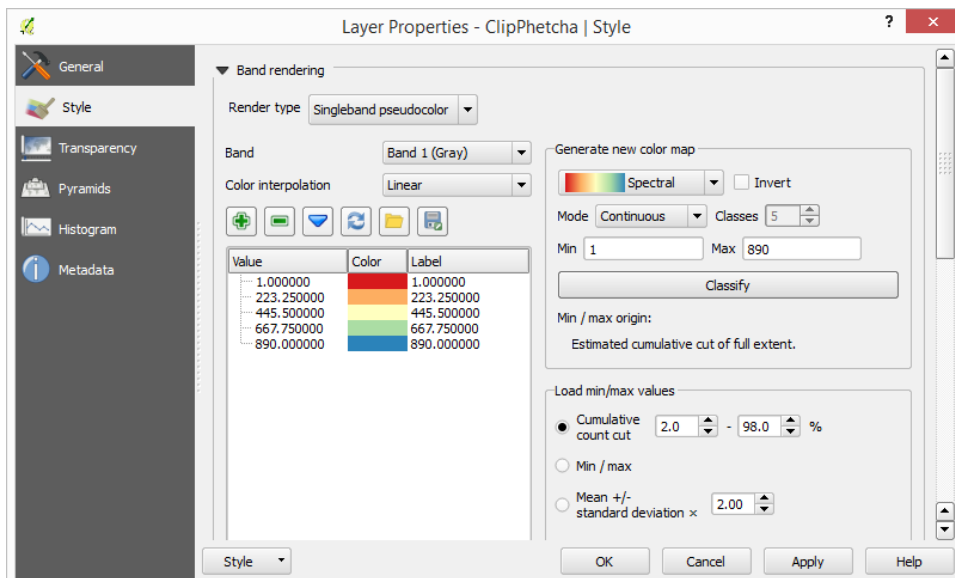 Layer Properties - ClipPhetcha | Style
?
×
General
Style
Transparency
Pyramids
Histogram
Metadata
Band rendering
Render type Singleband pseudocolor
Band Band 1 (Gray)
Color interpolation Linear
Value Color Label
1.000000 1.000000
223.250000 223.250000
445.500000 445.500000
667.750000 667.750000
890.000000 890.000000
Generate new color map
Spectral Invert
Mode Continuous Classes 5
Min 1 Max 890
Classify
Min / max origin:
Estimated cumulative cut of full extent.
Load min/max values
Cumulative
count cut 2.0 - 98.0 %
Min / max
Mean +/-
standard deviation × 2.00
Style OK Cancel Apply Help